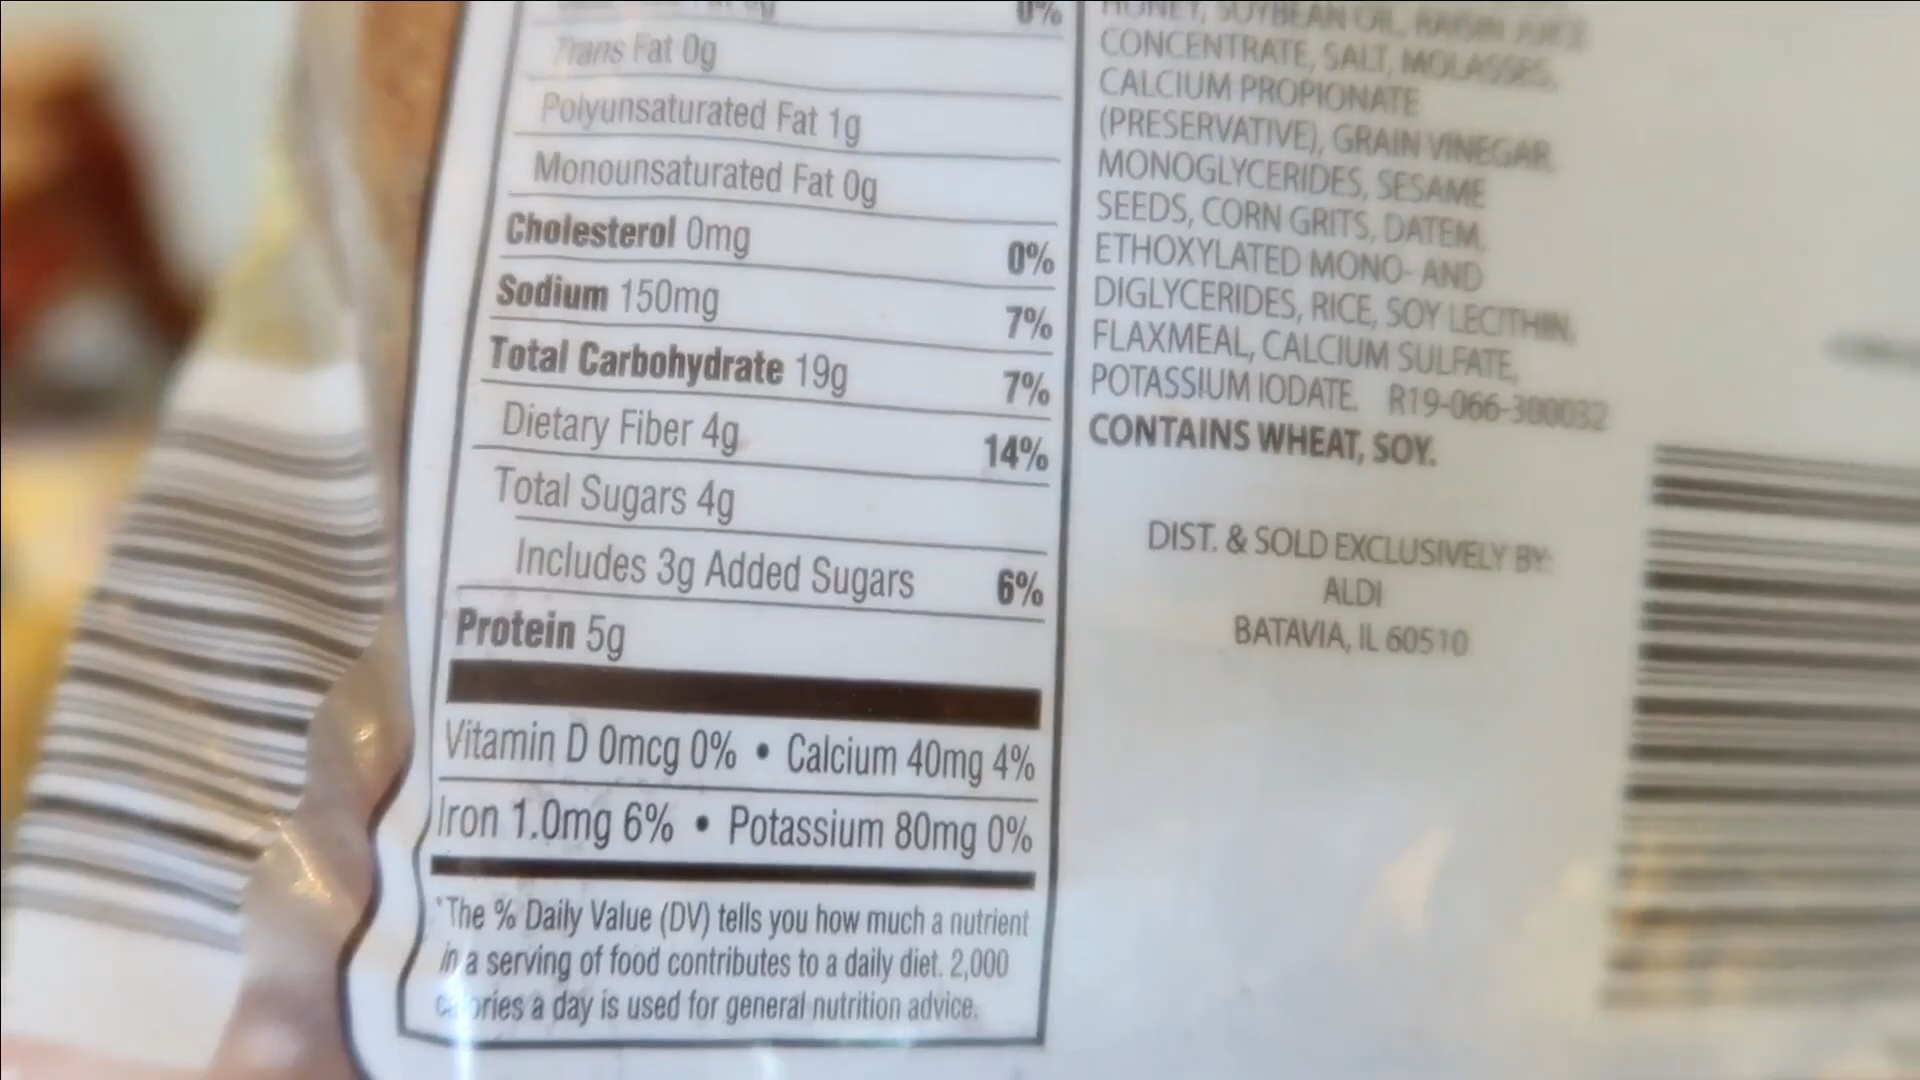 0%
Trans Fat 0g
Polyunsaturated Fat 1g
Monounsaturated Fat 0g
Cholesterol 0mg 0%
Sodium 150mg 7%
Total Carbohydrate 19g 7%
Dietary Fiber 4g 14%
Total Sugars 4g
Includes 3g Added Sugars 6%
Protein 5g
Vitamin D 0mcg 0% • Calcium 40mg 4%
Iron 1.0mg 6% • Potassium 80mg 0%
*The % Daily Value (DV) tells you how much a nutrient
in a serving of food contributes to a daily diet. 2,000
calories a day is used for general nutrition advice.
HONEY, SOYBEAN OIL, RAISIN JUICE
CONCENTRATE, SALT, MOLASSES,
CALCIUM PROPIONATE
(PRESERVATIVE), GRAIN VINEGAR,
MONOGLYCERIDES, SESAME
SEEDS, CORN GRITS, DATEM,
ETHOXYLATED MONO- AND
DIGLYCERIDES, RICE, SOY LECITHIN,
FLAXMEAL, CALCIUM SULFATE,
POTASSIUM IODATE. R19-066-300032
CONTAINS WHEAT, SOY.
DIST. & SOLD EXCLUSIVELY BY:
ALDI
BATAVIA, IL 60510